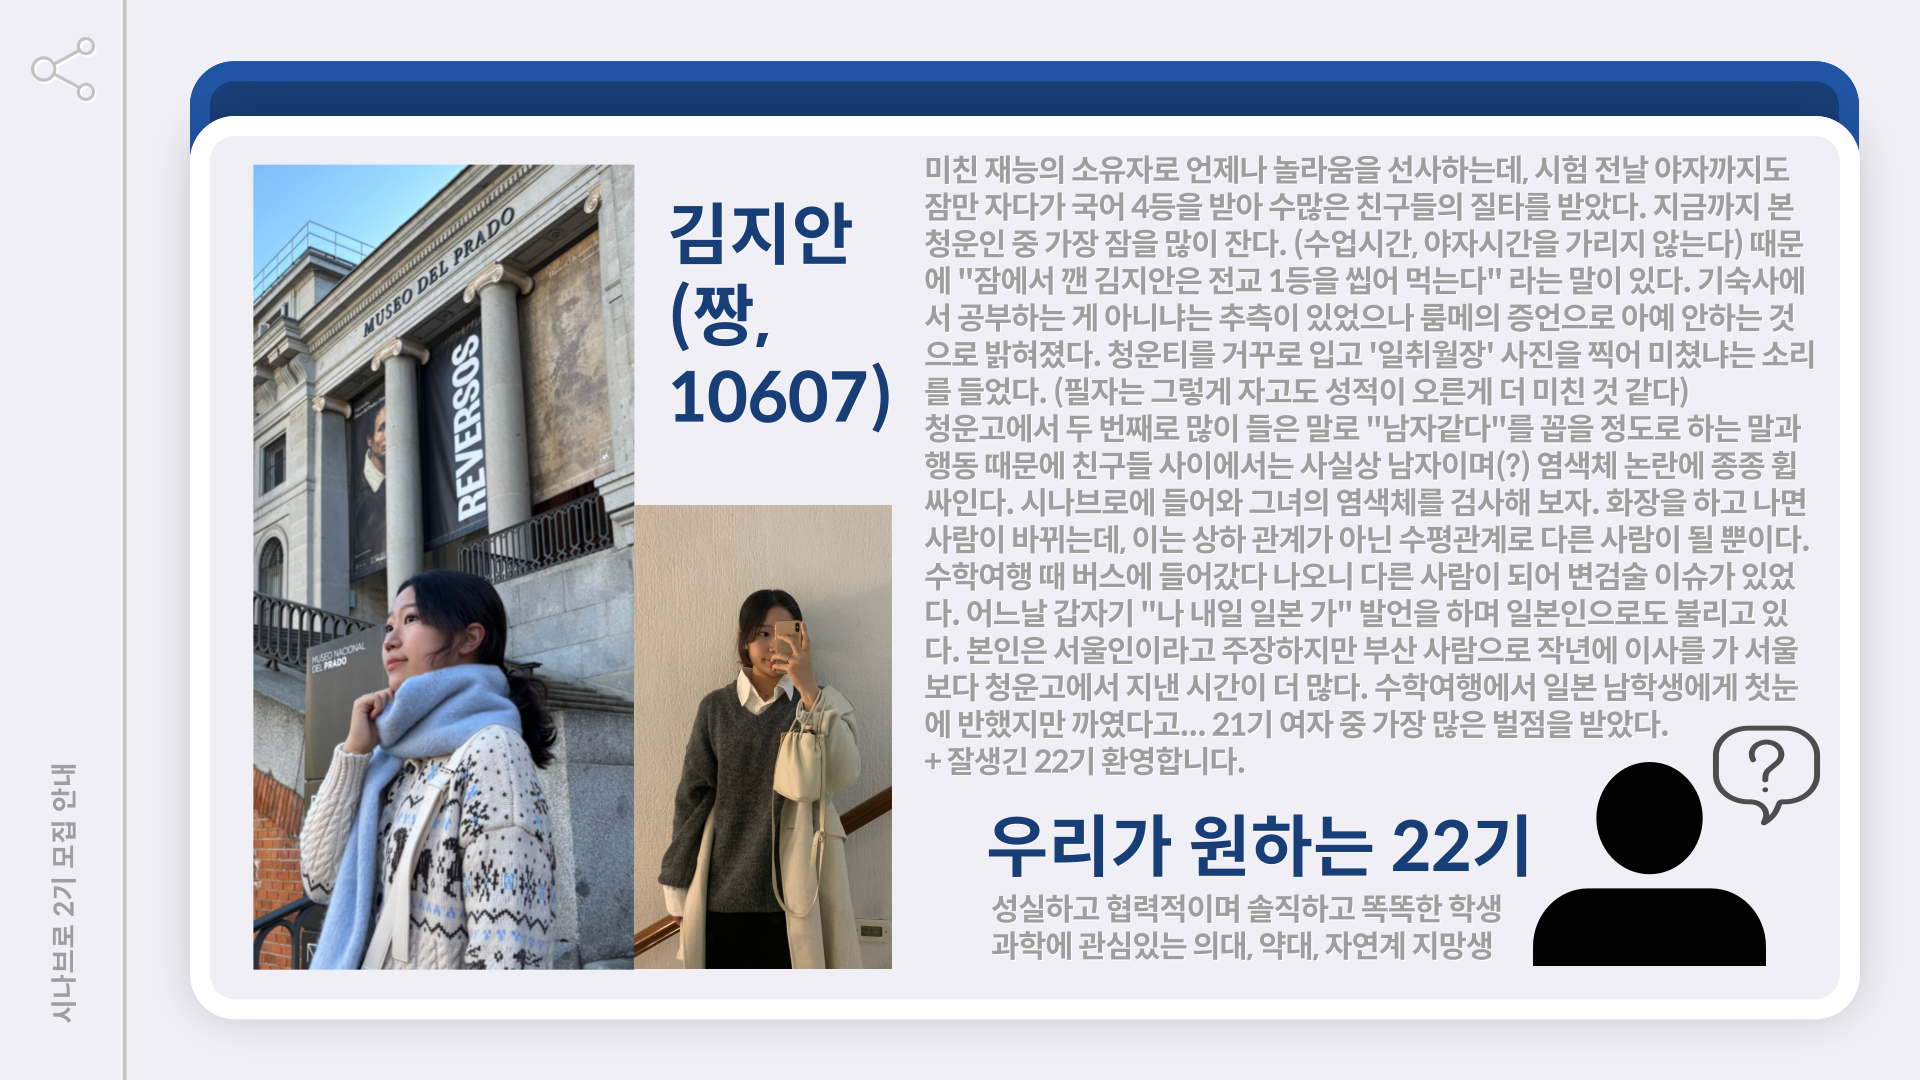 시나브로 2기 모집 안내
MUSEO DEL PRADO
REVERSOS
MUSEO NACIONAL
DEL PRADO
김지안
(짱,
10607)
미친 재능의 소유자로 언제나 놀라움을 선사하는데, 시험 전날 야자까지도
잠만 자다가 국어 4등을 받아 수많은 친구들의 질타를 받았다. 지금까지 본
청운인 중 가장 잠을 많이 잔다. (수업시간, 야자시간을 가리지 않는다) 때문
에 "잠에서 깬 김지안은 전교 1등을 씹어 먹는다" 라는 말이 있다. 기숙사에
서 공부하는 게 아니냐는 추측이 있었으나 룸메의 증언으로 아예 안하는 것
으로 밝혀졌다. 청운티를 거꾸로 입고 '일취월장' 사진을 찍어 미쳤냐는 소리
를 들었다. (필자는 그렇게 자고도 성적이 오른게 더 미친 것 같다)
청운고에서 두 번째로 많이 들은 말로 "남자같다"를 꼽을 정도로 하는 말과
행동 때문에 친구들 사이에서는 사실상 남자이며(?) 염색체 논란에 종종 휩
싸인다. 시나브로에 들어와 그녀의 염색체를 검사해 보자. 화장을 하고 나면
사람이 바뀌는데, 이는 상하 관계가 아닌 수평관계로 다른 사람이 될 뿐이다.
수학여행 때 버스에 들어갔다 나오니 다른 사람이 되어 변검술 이슈가 있었
다. 어느날 갑자기 "나 내일 일본 가" 발언을 하며 일본인으로도 불리고 있
다. 본인은 서울인이라고 주장하지만 부산 사람으로 작년에 이사를 가 서울
보다 청운고에서 지낸 시간이 더 많다. 수학여행에서 일본 남학생에게 첫눈
에 반했지만 까였다고... 21기 여자 중 가장 많은 벌점을 받았다.
+ 잘생긴 22기 환영합니다.
우리가 원하는 22기
성실하고 협력적이며 솔직하고 똑똑한 학생
과학에 관심있는 의대, 약대, 자연계 지망생